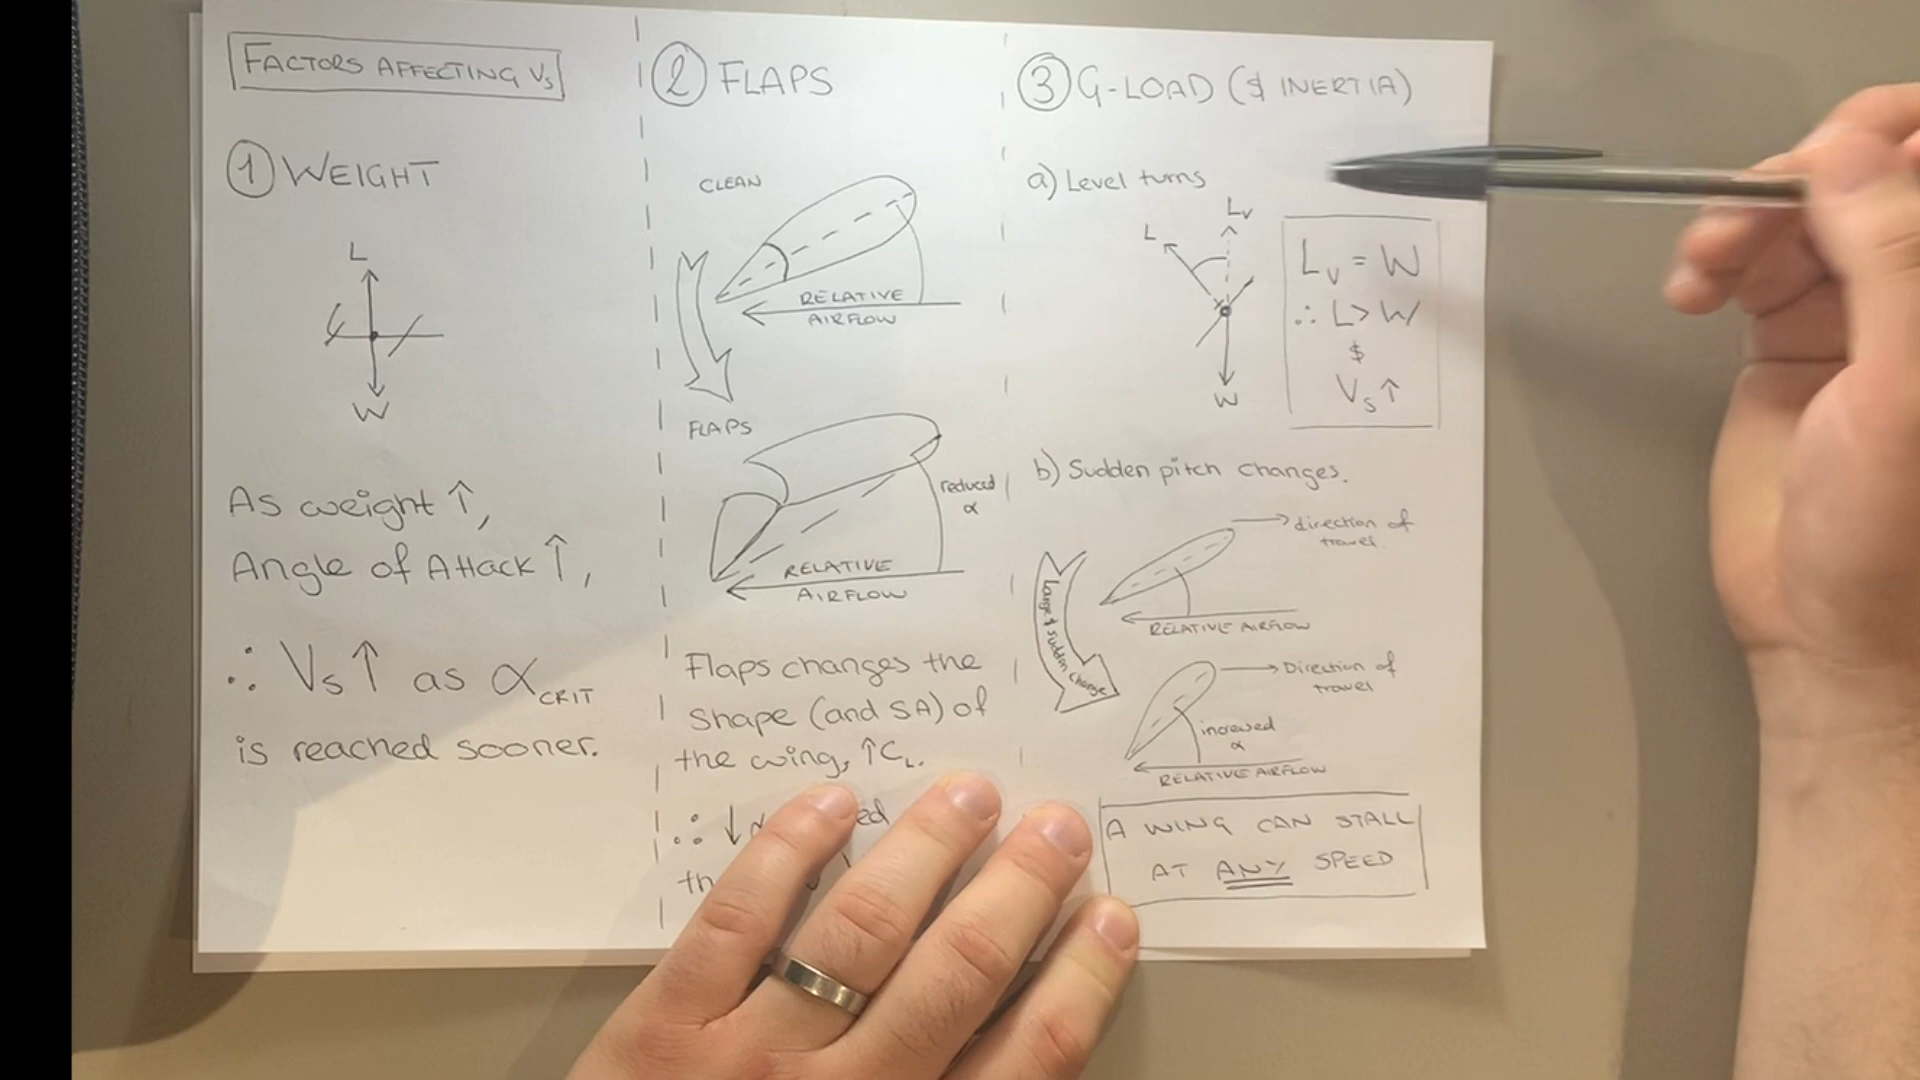 FACTORS AFFECTING Vs
① WEIGHT
L
W
As weight ↑,
Angle of Attack ↑,
∴ Vs ↑ as αCRIT
is reached sooner.
② FLAPS
CLEAN
RELATIVE
AIRFLOW
FLAPS
reduced
α
RELATIVE
AIRFLOW
Flaps changes the
shape (and SA) of
the wing, ↑CL.
∴ ↓
③ G-LOAD ($ INERTIA)
a) Level turns
L
Lv
W
Lv = W
∴ L > W
$
Vs ↑
b) Sudden pitch changes.
direction of
travel
RELATIVE AIRFLOW
Large & sudden change
Direction of
travel
increased
α
RELATIVE AIRFLOW
A WING CAN STALL
AT ANY SPEED